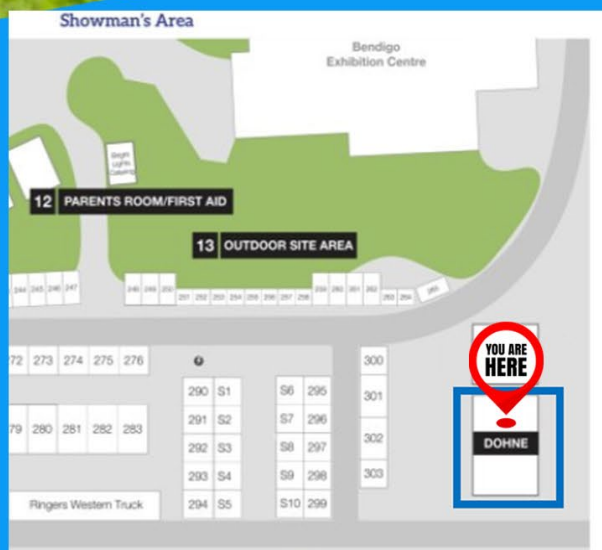 Showman's Area
Bendigo
Exhibition Centre
Bright
Lights
Catering
12 PARENTS ROOM/FIRST AID
13 OUTDOOR SITE AREA
244 245 246 247
248 249 250
251 252 253 254 255 256 257 258
259 260 261 262
263 264
265
272 273 274 275 276
300
YOU ARE
HERE
290 S1
S6 295
301
291 S2
S7 296
279 280 281 282 283
302
DOHNE
292 S3
S8 297
293 S4
S9 298
303
Ringers Western Truck
294 S5
S10 299